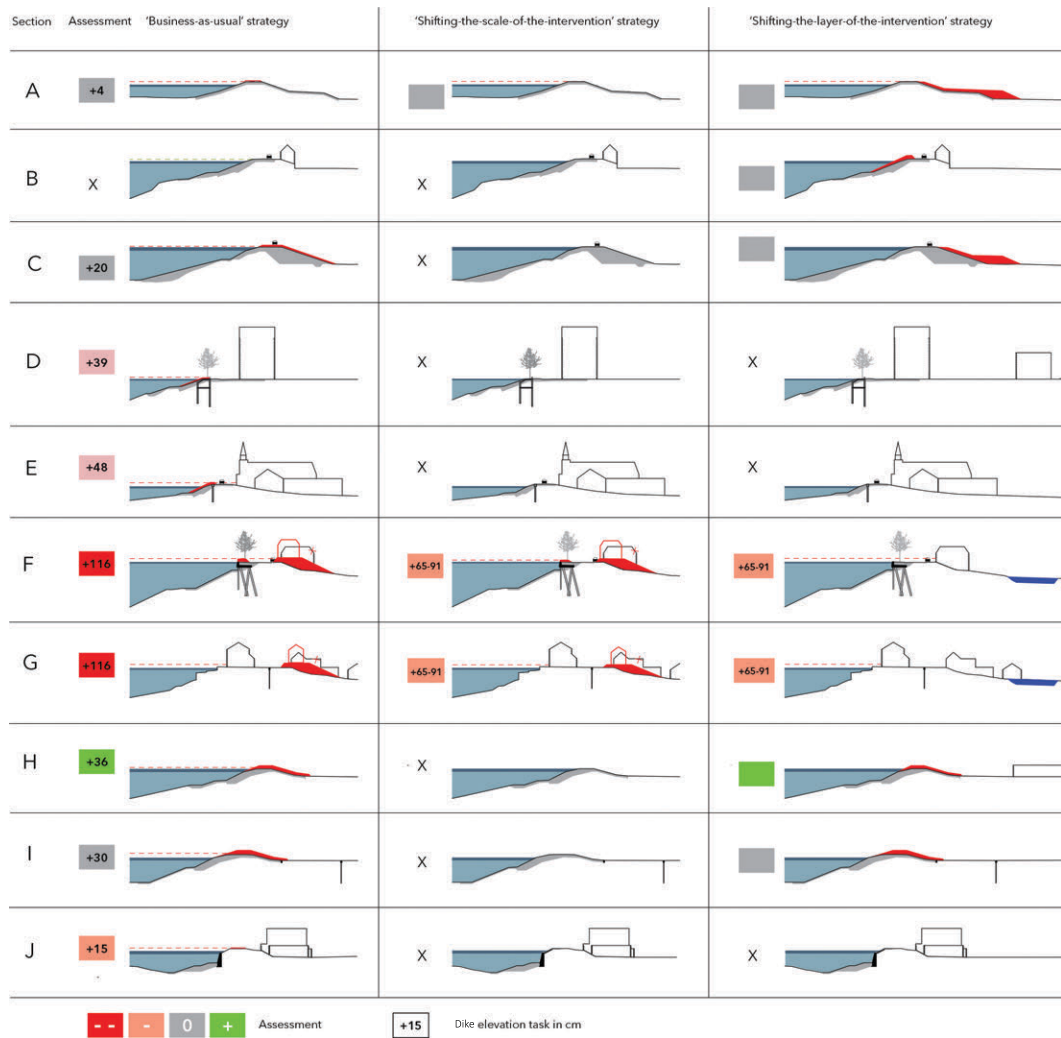 Section Assessment 'Business-as-usual' strategy 'Shifting-the-scale-of-the-intervention' strategy 'Shifting-the-layer-of-the-intervention' strategy
A +4
B X X
C +20 X
D +39 X X
E +48 X X
F +116 +65-91 +65-91
G +116 +65-91 +65-91
H +36 X
I +30 X
J +15 X X
- - - 0 + Assessment +15 Dike elevation task in cm